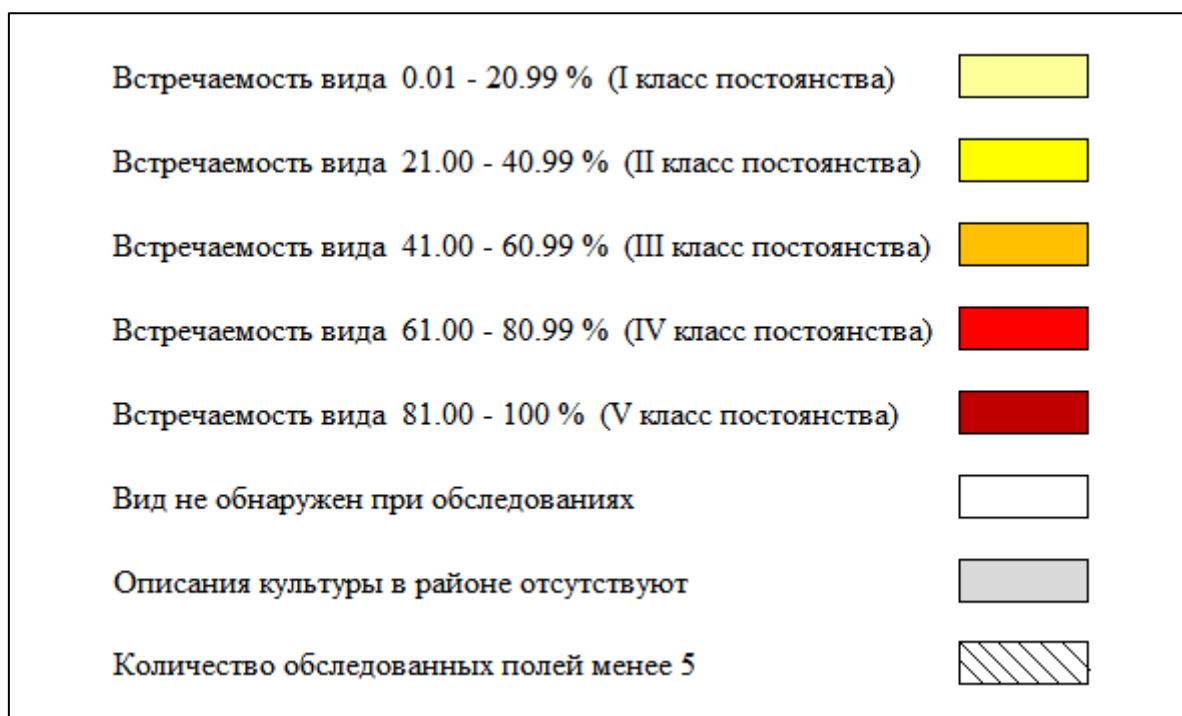 Встречаемость вида 0.01 - 20.99 % (I класс постоянства)
Встречаемость вида 21.00 - 40.99 % (II класс постоянства)
Встречаемость вида 41.00 - 60.99 % (III класс постоянства)
Встречаемость вида 61.00 - 80.99 % (IV класс постоянства)
Встречаемость вида 81.00 - 100 % (V класс постоянства)
Вид не обнаружен при обследованиях
Описания культуры в районе отсутствуют
Количество обследованных полей менее 5